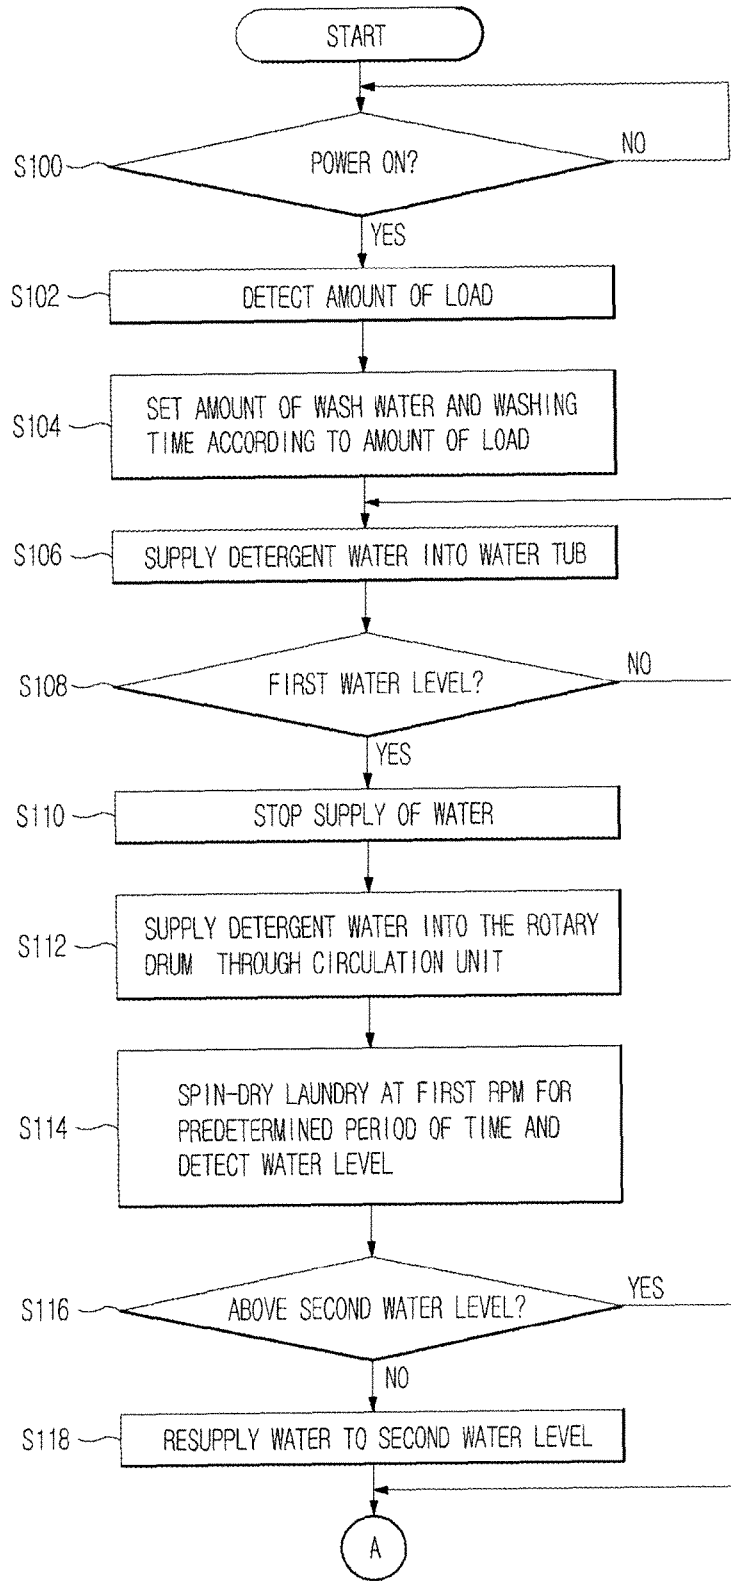 START
S100
POWER ON?
NO
YES
S102
DETECT AMOUNT OF LOAD
S104
SET AMOUNT OF WASH WATER AND WASHING
TIME ACCORDING TO AMOUNT OF LOAD
S106
SUPPLY DETERGENT WATER INTO WATER TUB
S108
FIRST WATER LEVEL?
NO
YES
S110
STOP SUPPLY OF WATER
S112
SUPPLY DETERGENT WATER INTO THE ROTARY
DRUM THROUGH CIRCULATION UNIT
S114
SPIN-DRY LAUNDRY AT FIRST RPM FOR
PREDETERMINED PERIOD OF TIME AND
DETECT WATER LEVEL
S116
ABOVE SECOND WATER LEVEL?
YES
NO
S118
RESUPPLY WATER TO SECOND WATER LEVEL
A